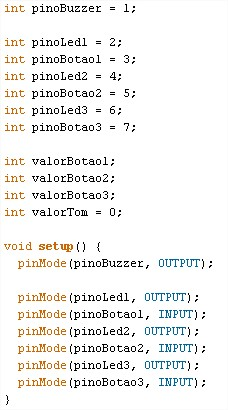 int pinoBuzzer = 1;
int pinoLed1 = 2;
int pinoBotao1 = 3;
int pinoLed2 = 4;
int pinoBotao2 = 5;
int pinoLed3 = 6;
int pinoBotao3 = 7;
int valorBotao1;
int valorBotao2;
int valorBotao3;
int valorTom = 0;
void setup() {
pinMode(pinoBuzzer, OUTPUT);
pinMode(pinoLed1, OUTPUT);
pinMode(pinoBotao1, INPUT);
pinMode(pinoLed2, OUTPUT);
pinMode(pinoBotao2, INPUT);
pinMode(pinoLed3, OUTPUT);
pinMode(pinoBotao3, INPUT);
}